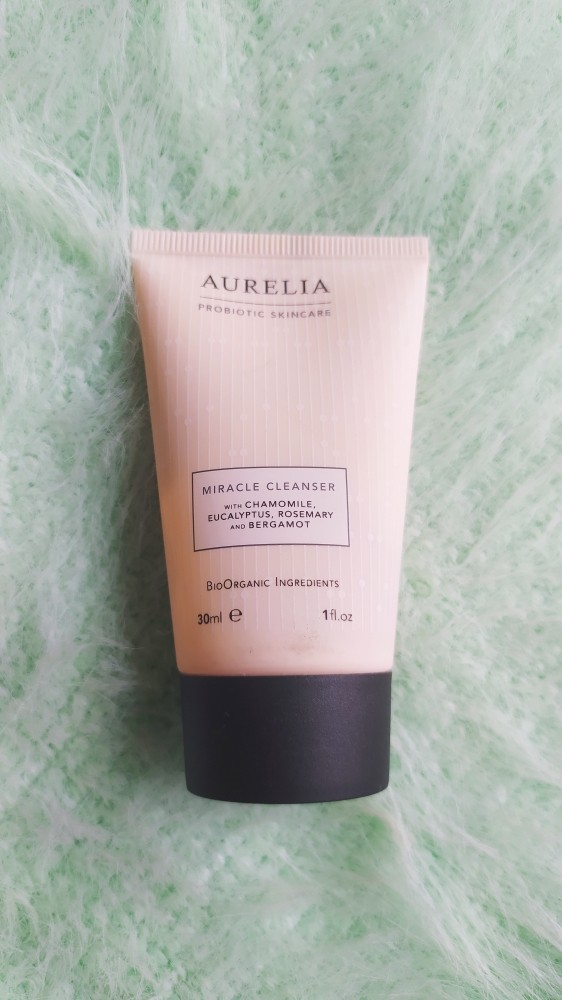 AURELIA
PROBIOTIC SKINCARE
MIRACLE CLEANSER
WITH CHAMOMILE,
EUCALYPTUS, ROSEMARY
AND BERGAMOT
BIOORGANIC INGREDIENTS
30ml ℮ 1fl.oz